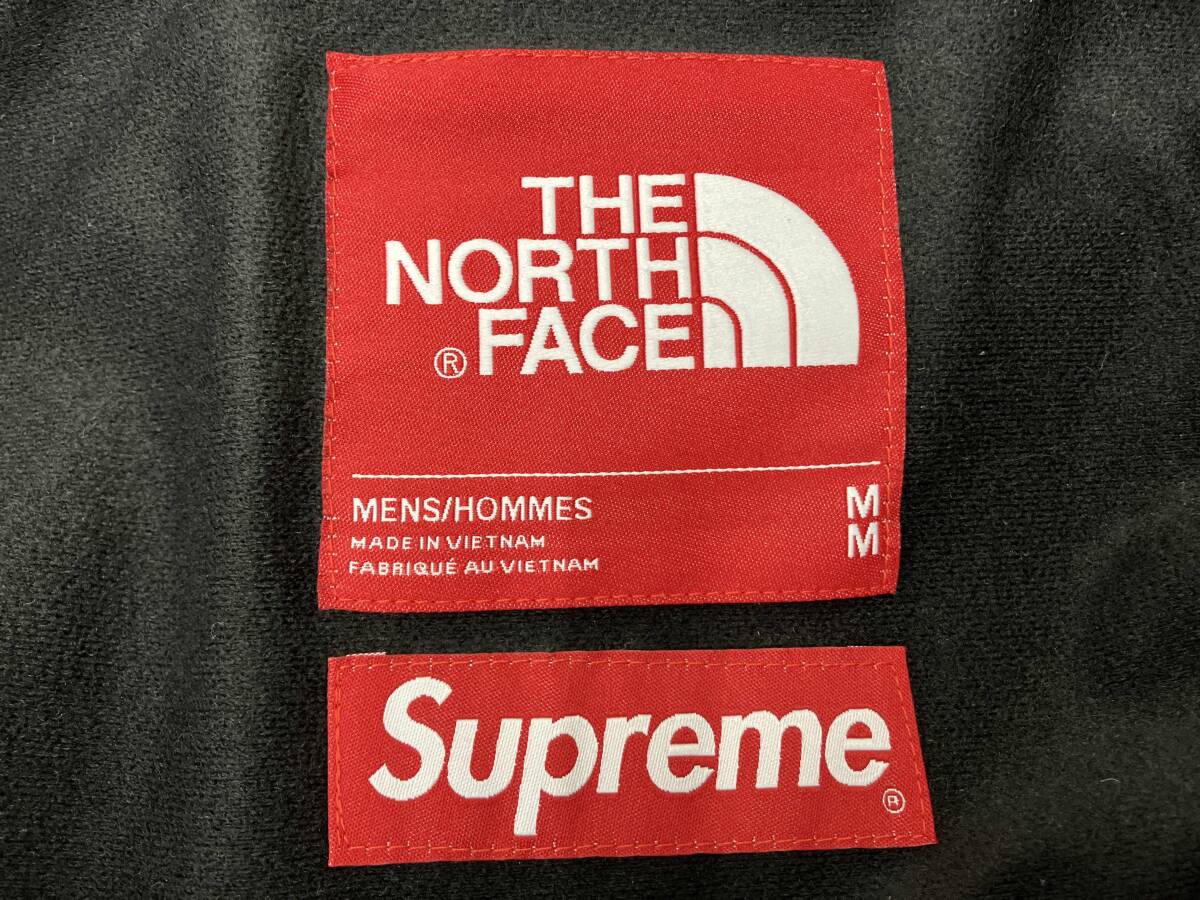 THE
NORTH
® FACE
MENS/HOMMES M
MADE IN VIETNAM M
FABRIQUÉ AU VIETNAM
Supreme ®